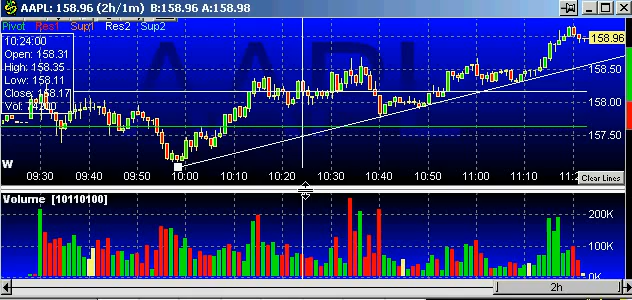 AAPL: 158.96 (2h/1m) B:158.96 A:158.98
Pivot Res1 Sup1 Res2 Sup2
10:24:00
Open: 158.31
High: 158.35
Low: 158.11
Close: 158.17
158.96
158.50
158.00
157.50
AAPL
W
09:30 09:40 09:50 10:00 10:10 10:20 10:30 10:40 10:50 11:00 11:10
Clear Lines
Volume [10110100]
200K
100K
0K
2h